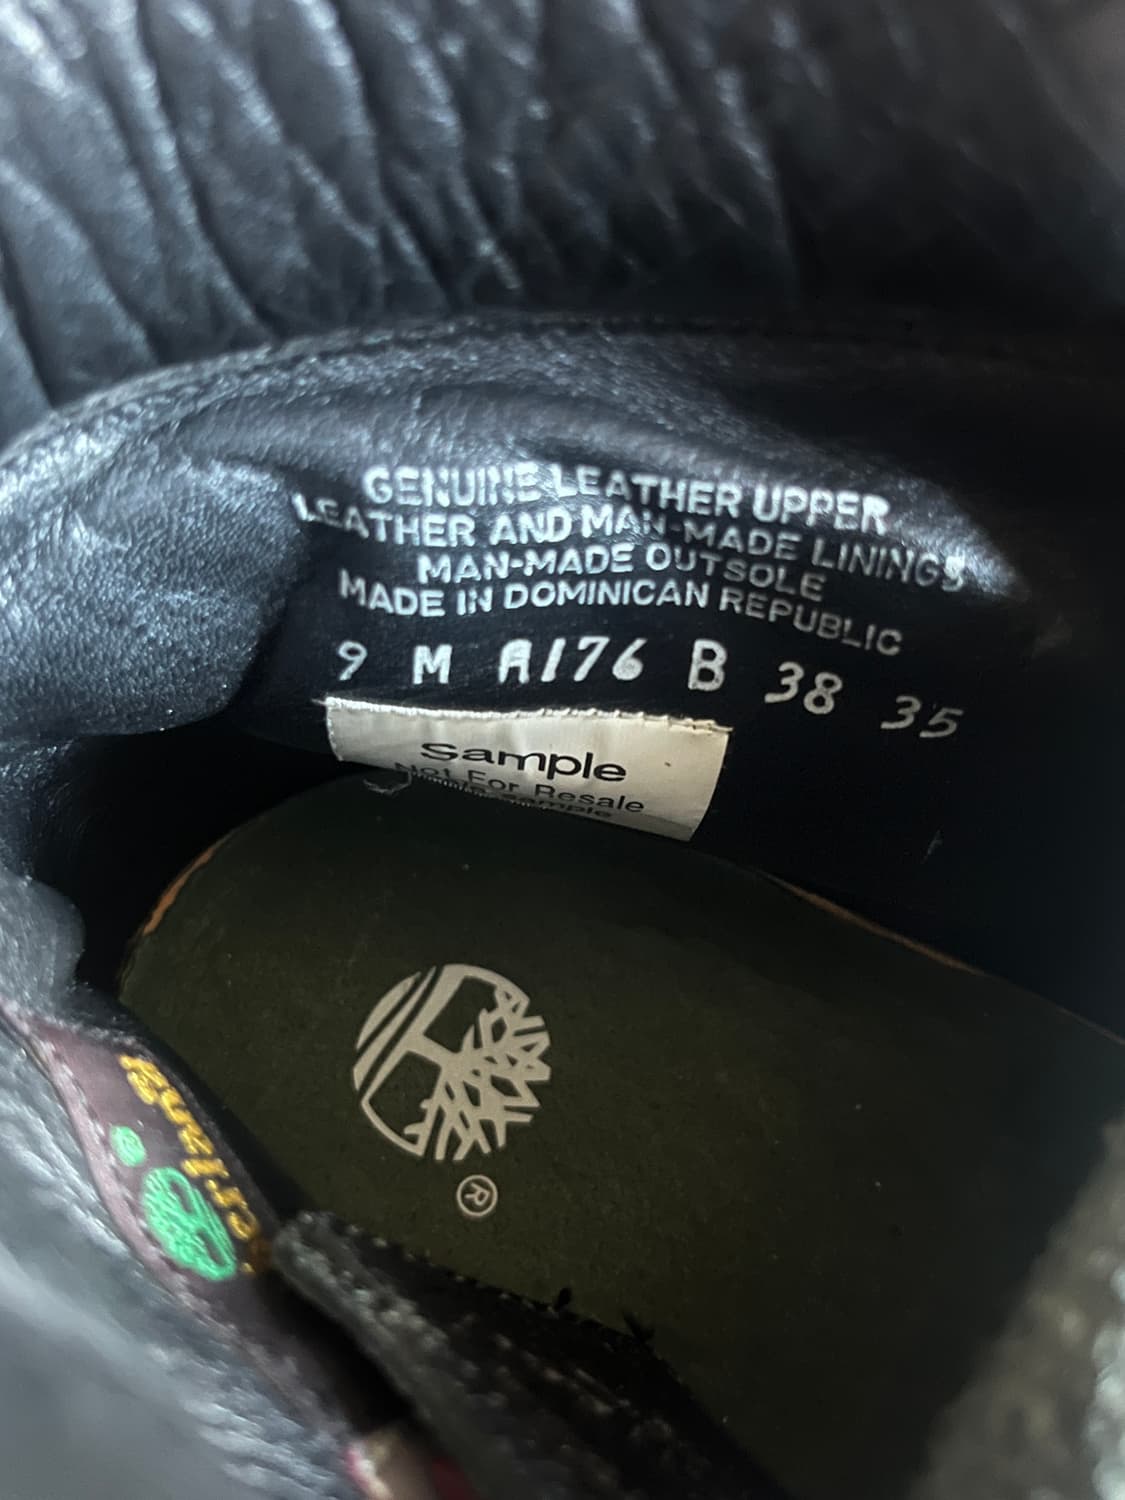 GENUINE LEATHER UPPER
LEATHER AND MAN-MADE LININGS
MAN-MADE OUTSOLE
MADE IN DOMINICAN REPUBLIC
9 M A176 B 38 35
Sample
Not For Resale
Sample
®